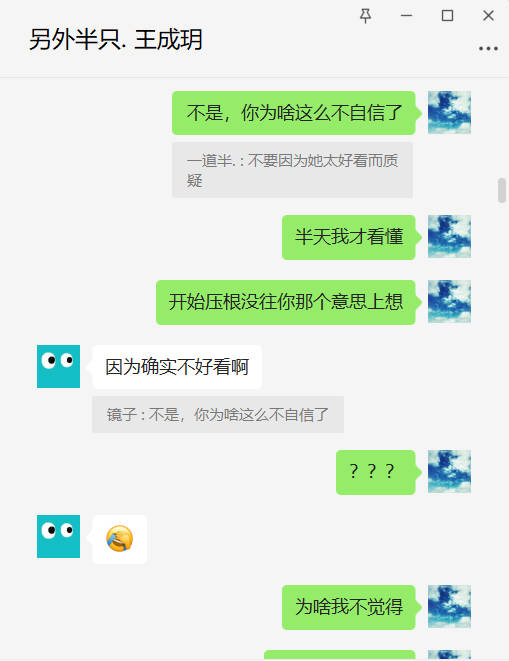 另外半只. 王成玥
不是，你为啥这么不自信了
一道半. : 不要因为她太好看而质
疑
半天我才看懂
开始压根没往你那个意思上想
因为确实不好看啊
镜子 : 不是，你为啥这么不自信了
？？？
为啥我不觉得